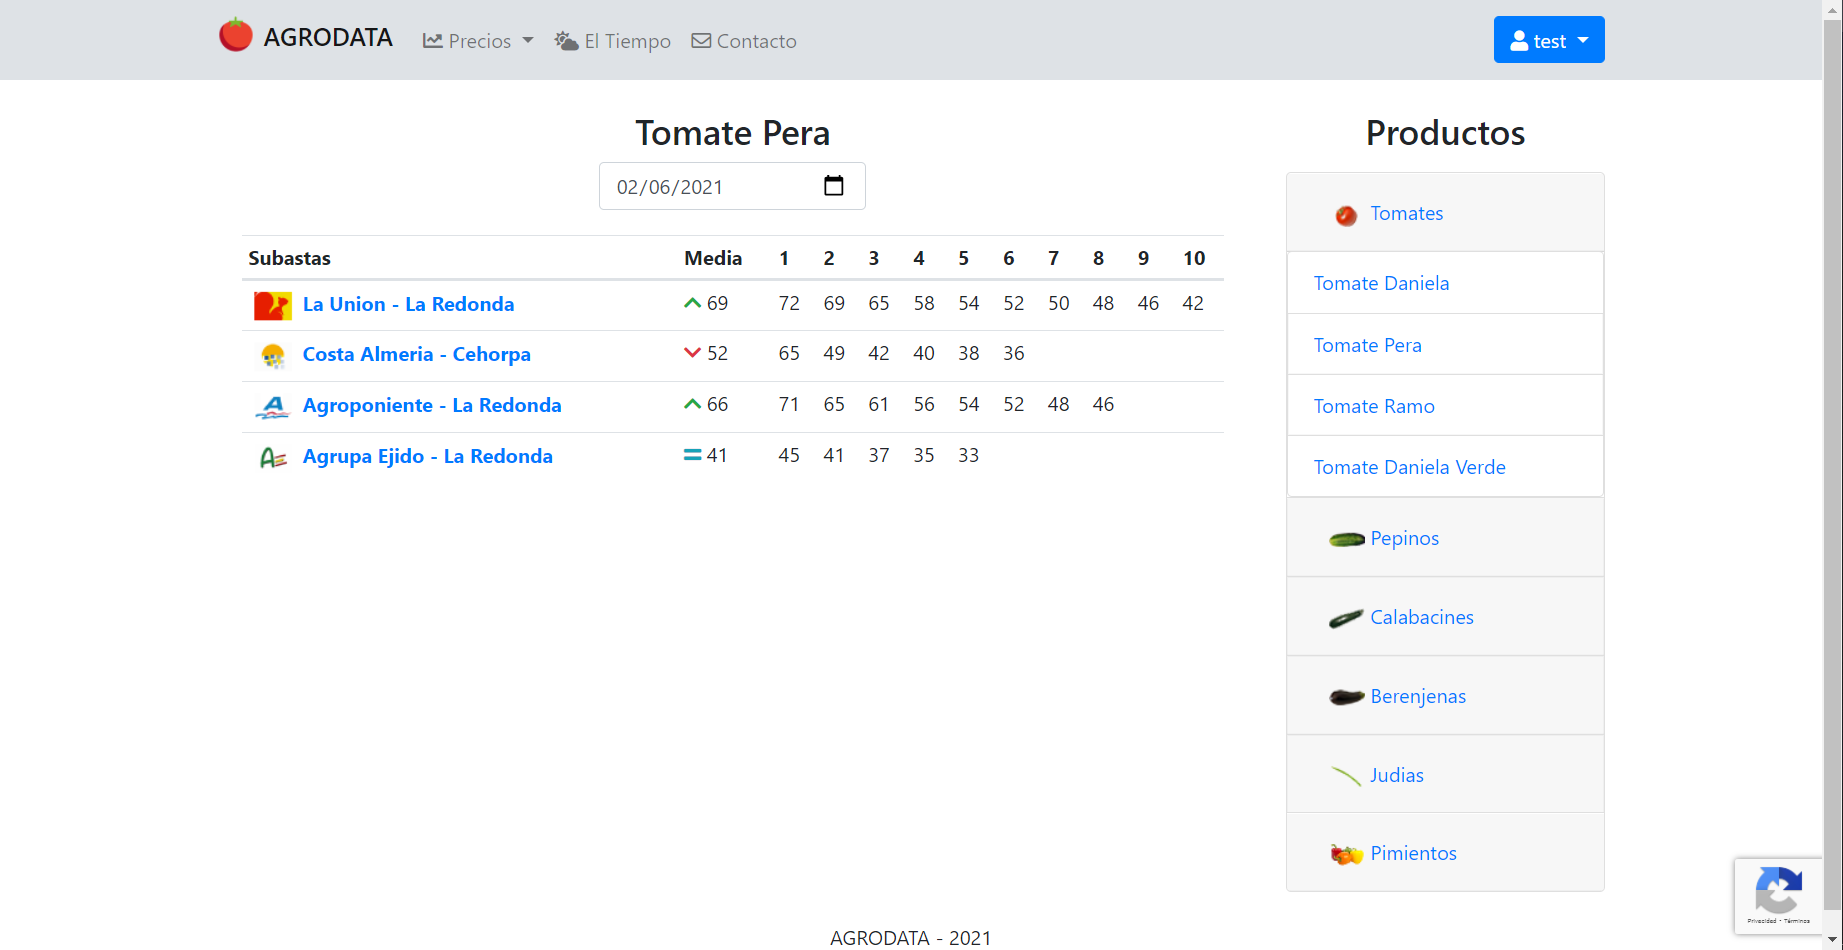 AGRODATA Precios El Tiempo Contacto test
Tomate Pera
02/06/2021
Subastas Media 1 2 3 4 5 6 7 8 9 10
La Union - La Redonda 69 72 69 65 58 54 52 50 48 46 42
Costa Almeria - Cehorpa 52 65 49 42 40 38 36
Agroponiente - La Redonda 66 71 65 61 56 54 52 48 46
Agrupa Ejido - La Redonda 41 45 41 37 35 33
Productos
Tomates
Tomate Daniela
Tomate Pera
Tomate Ramo
Tomate Daniela Verde
Pepinos
Calabacines
Berenjenas
Judias
Pimientos
Privacidad - Términos
AGRODATA - 2021